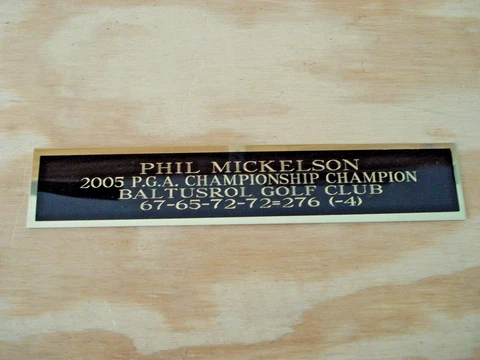 PHIL MICKELSON
2005 P.G.A. CHAMPIONSHIP CHAMPION
BALTUSROL GOLF CLUB
67-65-72-72=276 (-4)